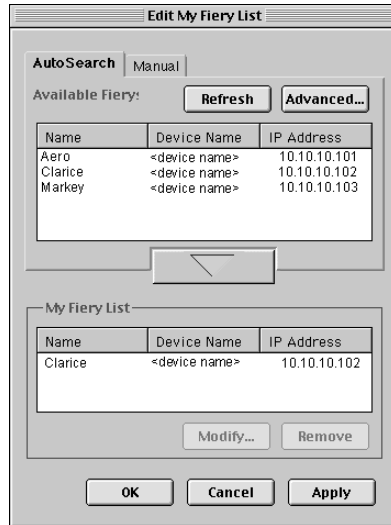 Edit My Fiery List
AutoSearch Manual
Available Fiery:
Refresh Advanced...
Name Device Name IP Address
Aero <device name> 10.10.10.101
Clarice <device name> 10.10.10.102
Markey <device name> 10.10.10.103
My Fiery List
Name Device Name IP Address
Clarice <device name> 10.10.10.102
Modify... Remove
OK Cancel Apply